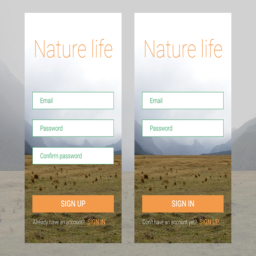 Nature life
Email
Password
Confirm password
SIGN UP
Already have an account? SIGN IN
Nature life
Email
Password
SIGN IN
Don't have an account yet? SIGN UP